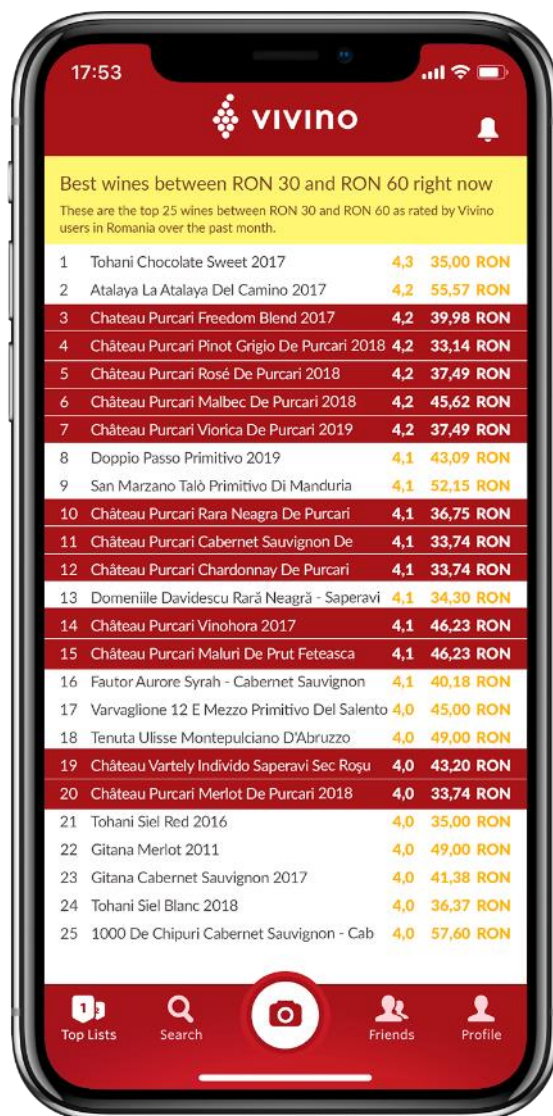 17:53
VIVINO
Best wines between RON 30 and RON 60 right now
These are the top 25 wines between RON 30 and RON 60 as rated by Vivino
users in Romania over the past month.
1 Tohani Chocolate Sweet 2017 4,3 35,00 RON
2 Atalaya La Atalaya Del Camino 2017 4,2 55,57 RON
3 Chateau Purcari Freedom Blend 2017 4,2 39,98 RON
4 Château Purcari Pinot Grigio De Purcari 2018 4,2 33,14 RON
5 Château Purcari Rosé De Purcari 2018 4,2 37,49 RON
6 Château Purcari Malbec De Purcari 2018 4,2 45,62 RON
7 Château Purcari Viorica De Purcari 2019 4,2 37,49 RON
8 Doppio Passo Primitivo 2019 4,1 43,09 RON
9 San Marzano Talò Primitivo Di Manduria 4,1 52,15 RON
10 Château Purcari Rara Neagra De Purcari 4,1 36,75 RON
11 Château Purcari Cabernet Sauvignon De 4,1 33,74 RON
12 Château Purcari Chardonnay De Purcari 4,1 33,74 RON
13 Domeniile Davidescu Rară Neagră - Saperavi 4,1 34,30 RON
14 Château Purcari Vinohora 2017 4,1 46,23 RON
15 Château Purcari Maluri De Prut Feteasca 4,1 46,23 RON
16 Fautor Aurore Syrah - Cabernet Sauvignon 4,1 40,18 RON
17 Varvaglione 12 E Mezzo Primitivo Del Salento 4,0 45,00 RON
18 Tenuta Ulisse Montepulciano D'Abruzzo 4,0 49,00 RON
19 Château Vartely Individo Saperavi Sec Roşu 4,0 43,20 RON
20 Château Purcari Merlot De Purcari 2018 4,0 33,74 RON
21 Tohani Siel Red 2016 4,0 35,00 RON
22 Gitana Merlot 2011 4,0 49,00 RON
23 Gitana Cabernet Sauvignon 2017 4,0 41,38 RON
24 Tohani Siel Blanc 2018 4,0 36,37 RON
25 1000 De Chipuri Cabernet Sauvignon - Cab 4,0 57,60 RON
1 2
Top Lists Search Friends Profile